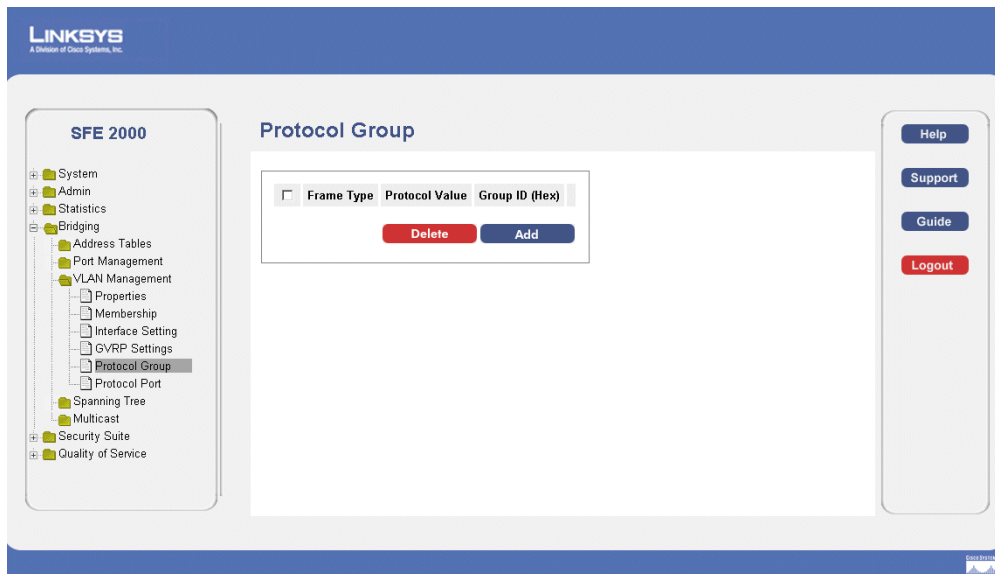 LINKSYS
A Division of Cisco Systems, Inc.
SFE 2000
System
Admin
Statistics
Bridging
Address Tables
Port Management
VLAN Management
Properties
Membership
Interface Setting
GVRP Settings
Protocol Group
Protocol Port
Spanning Tree
Multicast
Security Suite
Quality of Service
Protocol Group
Frame Type Protocol Value Group ID (Hex)
Delete Add
Help
Support
Guide
Logout